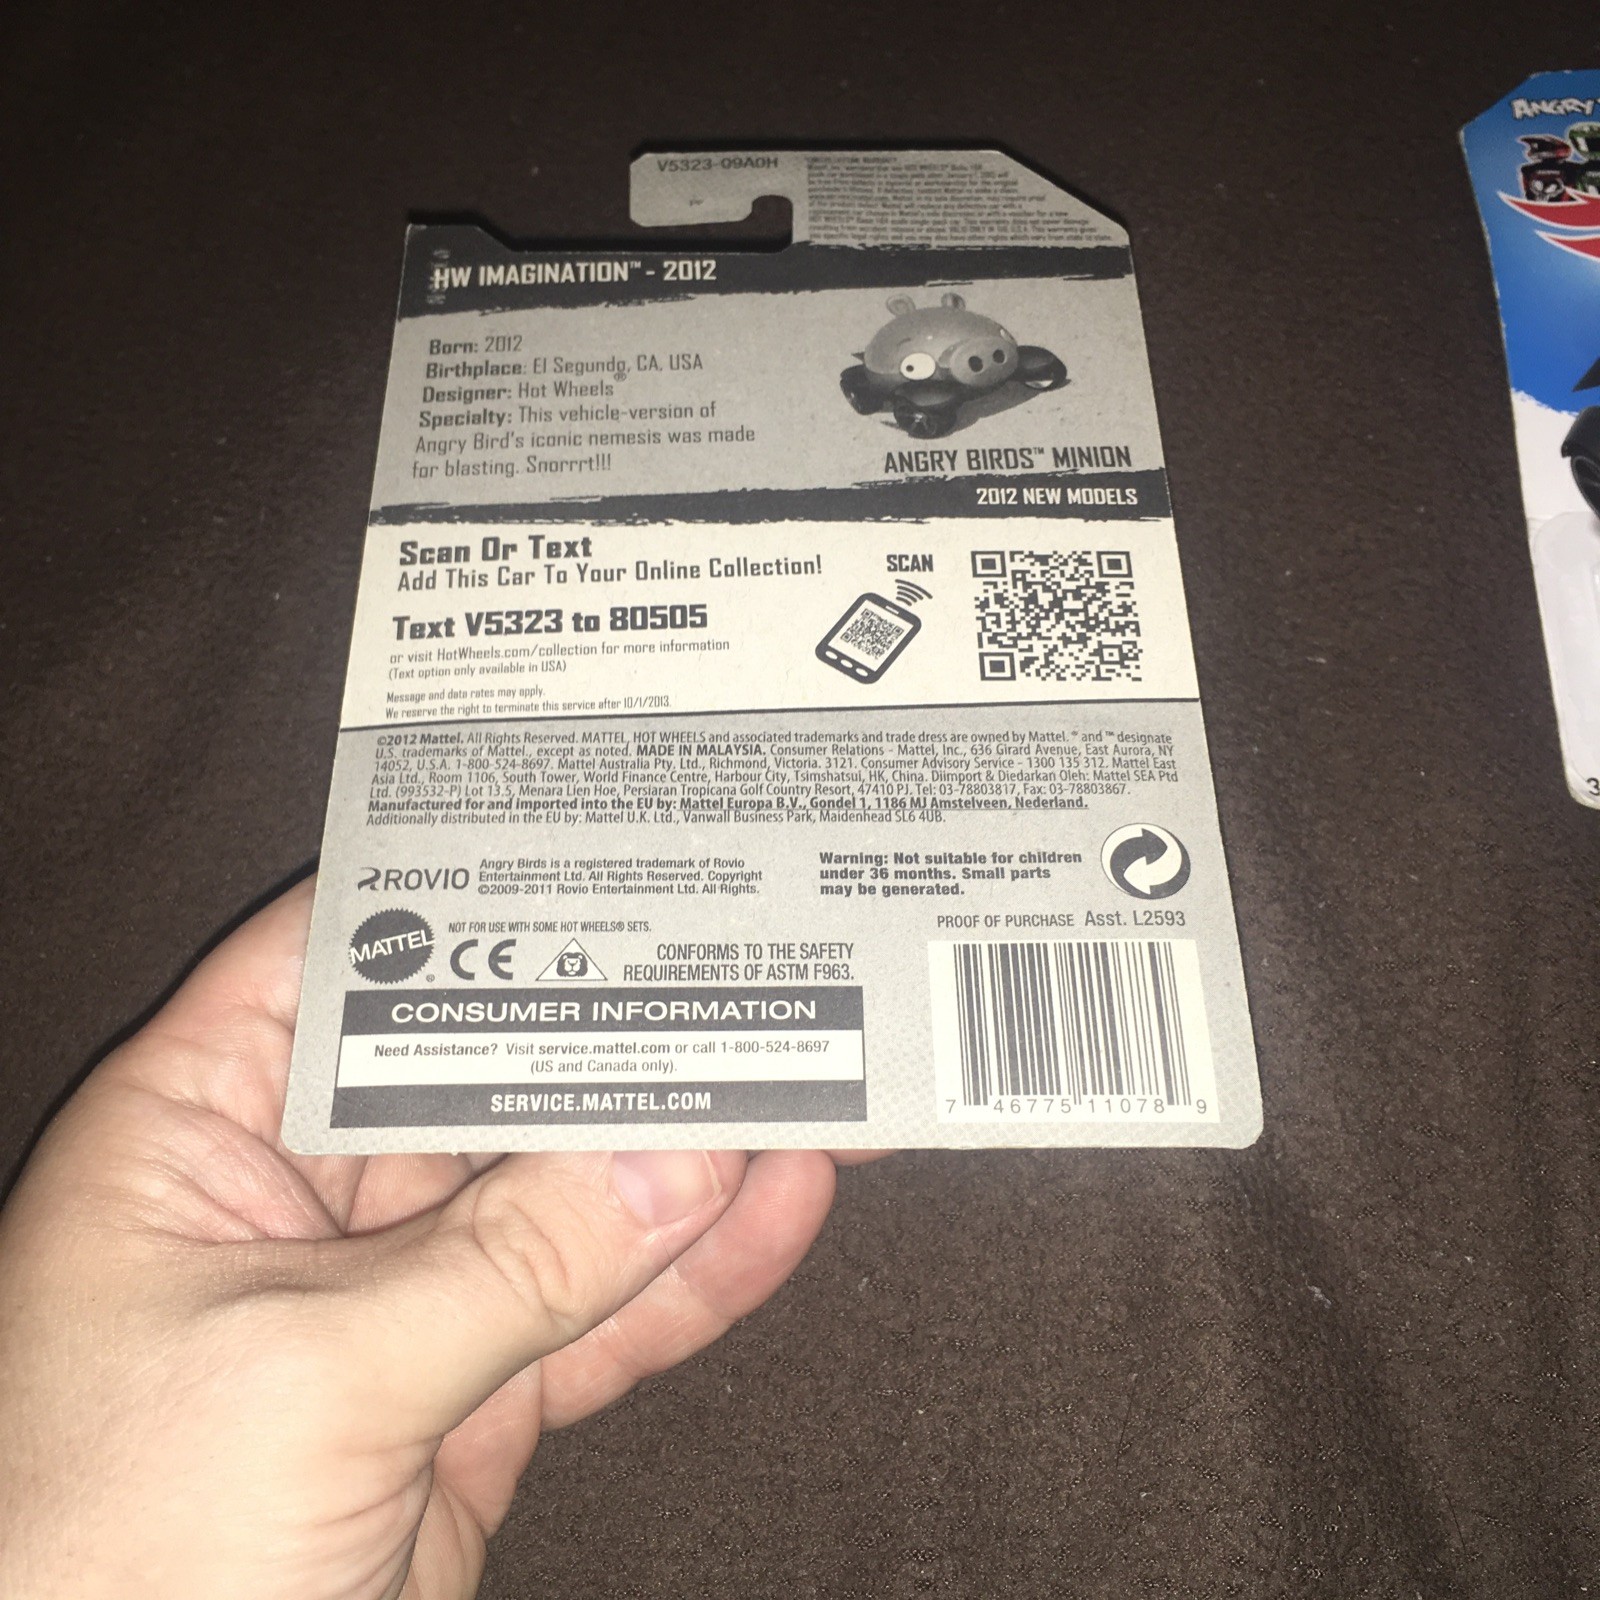 V5323-09A0H
HW IMAGINATION™ - 2012
Born: 2012
Birthplace: El Segundo, CA, USA
Designer: Hot Wheels®
Specialty: This vehicle-version of
Angry Bird's iconic nemesis was made
for blasting. Snorrrt!!!
ANGRY BIRDS™ MINION
2012 NEW MODELS
Scan Or Text
Add This Car To Your Online Collection!
Text V5323 to 80505
or visit HotWheels.com/collection for more information
(Text option only available in USA)
Message and data rates may apply.
We reserve the right to terminate this service after 10/1/2013.
SCAN
©2012 Mattel. All Rights Reserved. MATTEL, HOT WHEELS and associated trademarks and trade dress are owned by Mattel. ® and ™ designate
U.S. trademarks of Mattel., except as noted. MADE IN MALAYSIA. Consumer Relations - Mattel, Inc., 636 Girard Avenue, East Aurora, NY
14052, U.S.A. 1-800-524-8697. Mattel Australia Pty. Ltd., Richmond, Victoria. 3121. Consumer Advisory Service - 1300 135 312. Mattel East
Asia Ltd., Room 1106, South Tower, World Finance Centre, Harbour City, Tsimshatsui, HK, China. Diimport & Diedarkan Oleh: Mattel SEA Ptd
Ltd. (993532-P) Lot 13.5, Menara Lien Hoe, Persiaran Tropicana Golf Country Resort, 47410 PJ. Tel: 03-78803817, Fax: 03-78803867.
Manufactured for and imported into the EU by: Mattel Europa B.V., Gondel 1, 1186 MJ Amstelveen, Nederland.
Additionally distributed in the EU by: Mattel U.K. Ltd., Vanwall Business Park, Maidenhead SL6 4UB.
ROVIO
Angry Birds is a registered trademark of Rovio
Entertainment Ltd. All Rights Reserved. Copyright
©2009-2011 Rovio Entertainment Ltd. All Rights.
Warning: Not suitable for children
under 36 months. Small parts
may be generated.
PROOF OF PURCHASE Asst. L2593
MATTEL®
NOT FOR USE WITH SOME HOT WHEELS® SETS.
CE
CONFORMS TO THE SAFETY
REQUIREMENTS OF ASTM F963.
CONSUMER INFORMATION
Need Assistance? Visit service.mattel.com or call 1-800-524-8697
(US and Canada only).
SERVICE.MATTEL.COM
7 46775 11078 9
ANGRY
3